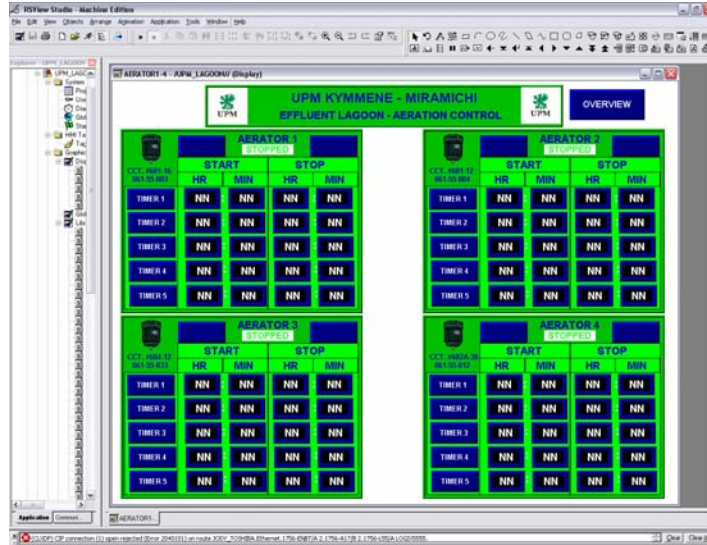 RSView Studio - Machine Edition
File Edit View Objects Arrange Animation Application Tools Window Help
Explorer - UPM_LAGOON
UPM_LAG
System
HMI Ta
Graphic
AERATOR1-4 - /UPM_LAGOON// (Display)
UPM
UPM KYMMENE - MIRAMICHI
EFFLUENT LAGOON - AERATION CONTROL
UPM
OVERVIEW
AERATOR 1
STOPPED
START STOP
HR MIN HR MIN
TIMER 1 NN : NN NN : NN
TIMER 2 NN : NN NN : NN
TIMER 3 NN : NN NN : NN
TIMER 4 NN : NN NN : NN
TIMER 5 NN : NN NN : NN
AERATOR 2
STOPPED
START STOP
HR MIN HR MIN
TIMER 1 NN : NN NN : NN
TIMER 2 NN : NN NN : NN
TIMER 3 NN : NN NN : NN
TIMER 4 NN : NN NN : NN
TIMER 5 NN : NN NN : NN
AERATOR 3
STOPPED
START STOP
HR MIN HR MIN
TIMER 1 NN : NN NN : NN
TIMER 2 NN : NN NN : NN
TIMER 3 NN : NN NN : NN
TIMER 4 NN : NN NN : NN
TIMER 5 NN : NN NN : NN
AERATOR 4
STOPPED
START STOP
HR MIN HR MIN
TIMER 1 NN : NN NN : NN
TIMER 2 NN : NN NN : NN
TIMER 3 NN : NN NN : NN
TIMER 4 NN : NN NN : NN
TIMER 5 NN : NN NN : NN
Application Communi...
AERATOR1...
Clear